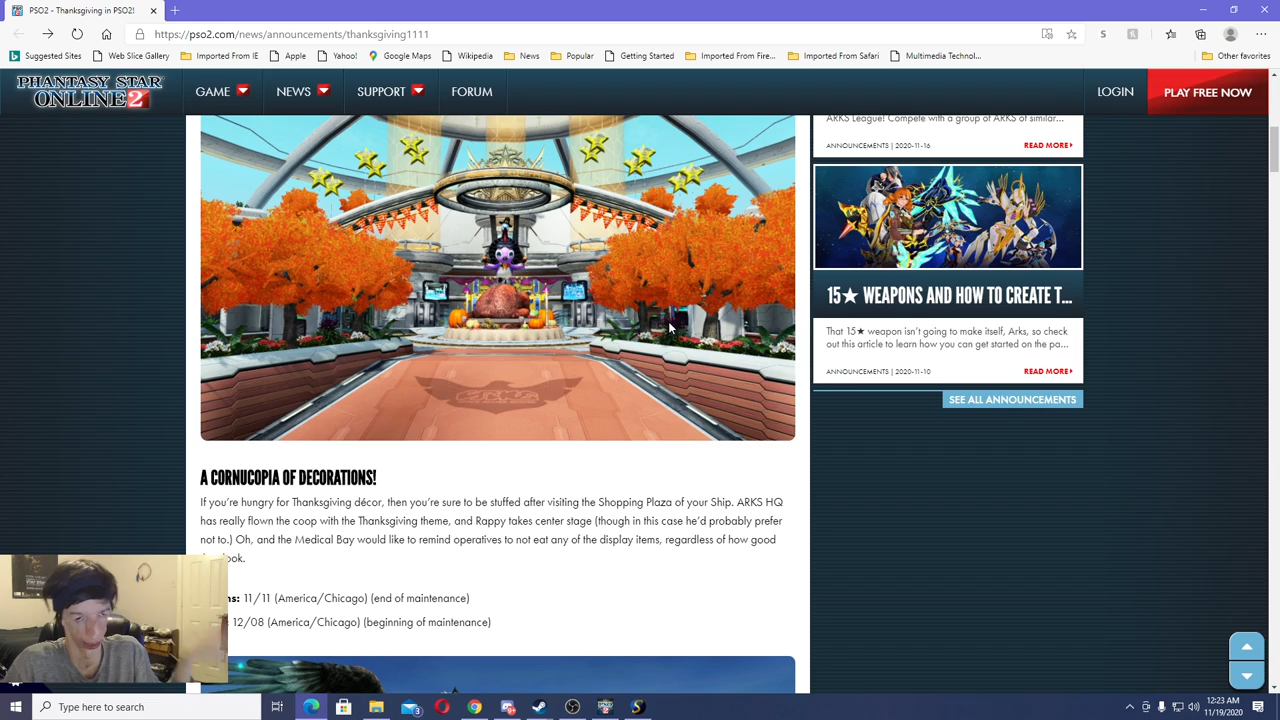 PSO2 - Thanksgiving in PSO2!
https://pso2.com/news/announcements/thanksgiving1111
Suggested Sites
Web Slice Gallery
Imported From IE
Apple
Yahoo!
Google Maps
Wikipedia
News
Popular
Getting Started
Imported From Fire...
Imported From Safari
Multimedia Technol...
Other favorites
PHANTASY STAR
ONLINE 2
GAME
NEWS
SUPPORT
FORUM
LOGIN
PLAY FREE NOW
ARKS League! Compete with a group of ARKS of similar...
ANNOUNCEMENTS | 2020-11-16
READ MORE
15★ WEAPONS AND HOW TO CREATE T...
That 15★ weapon isn't going to make itself, Arks, so check
out this article to learn how you can get started on the pa...
ANNOUNCEMENTS | 2020-11-10
READ MORE
SEE ALL ANNOUNCEMENTS
A CORNUCOPIA OF DECORATIONS!
If you're hungry for Thanksgiving décor, then you're sure to be stuffed after visiting the Shopping Plaza of your Ship. ARKS HQ
has really flown the coop with the Thanksgiving theme, and Rappy takes center stage (though in this case he'd probably prefer
not to.) Oh, and the Medical Bay would like to remind operatives to not eat any of the display items, regardless of how good
ook.
ns: 11/11 (America/Chicago) (end of maintenance)
12/08 (America/Chicago) (beginning of maintenance)
Type here to search
12:23 AM
11/19/2020